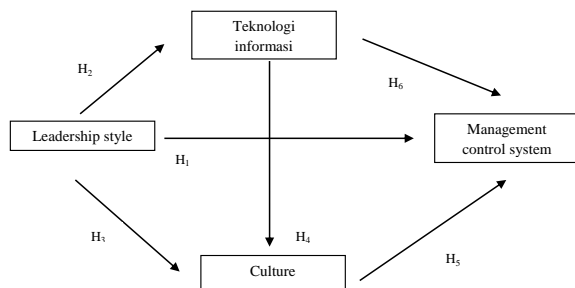 Teknologi
informasi
H2
H6
Leadership style
Management
control system
H1
H3
H4
H5
Culture